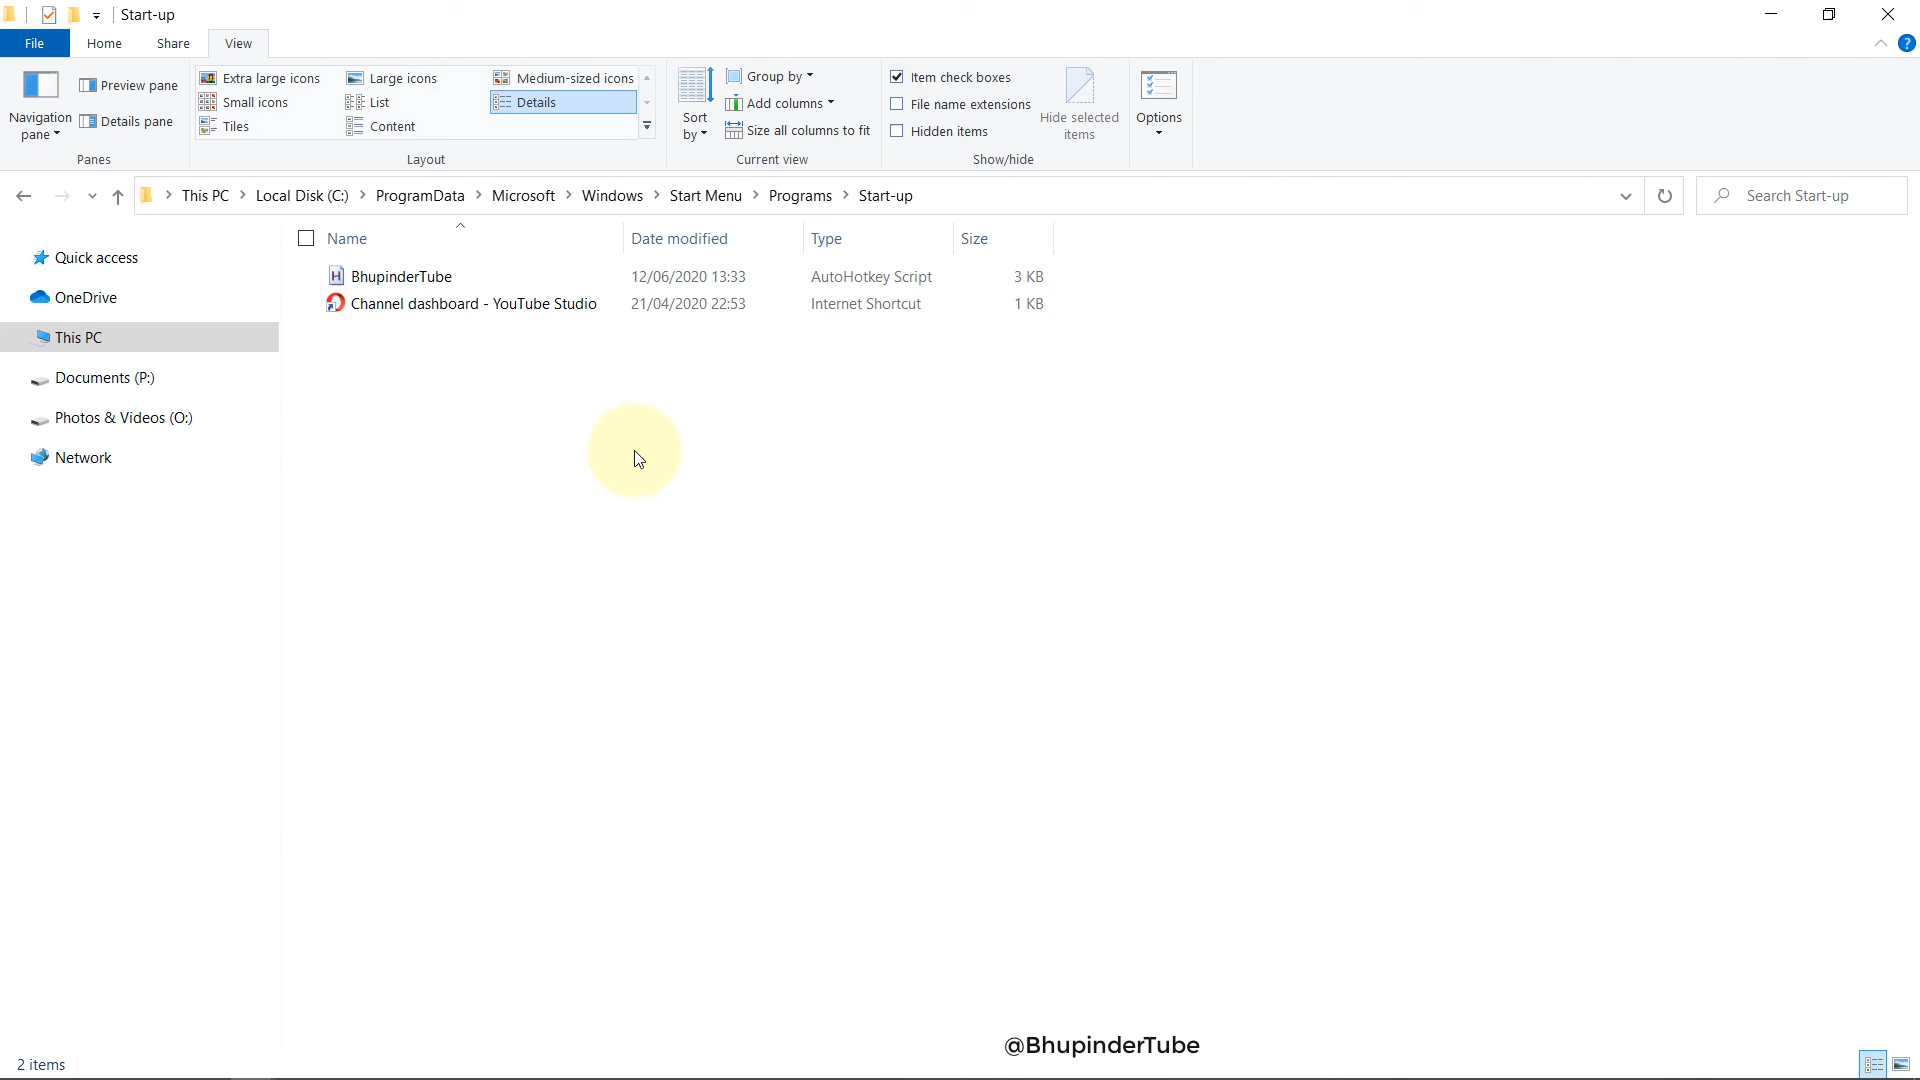 Start-up
File Home Share View
Navigation pane
Preview pane
Details pane
Panes
Extra large icons Large icons Medium-sized icons
Small icons List Details
Tiles Content
Layout
Sort by
Group by
Add columns
Size all columns to fit
Current view
Item check boxes
File name extensions
Hidden items
Hide selected items
Show/hide
Options
This PC > Local Disk (C:) > ProgramData > Microsoft > Windows > Start Menu > Programs > Start-up
Search Start-up
Quick access
OneDrive
This PC
Documents (P:)
Photos & Videos (O:)
Network
Name Date modified Type Size
BhupinderTube 12/06/2020 13:33 AutoHotkey Script 3 KB
Channel dashboard - YouTube Studio 21/04/2020 22:53 Internet Shortcut 1 KB
@BhupinderTube
2 items